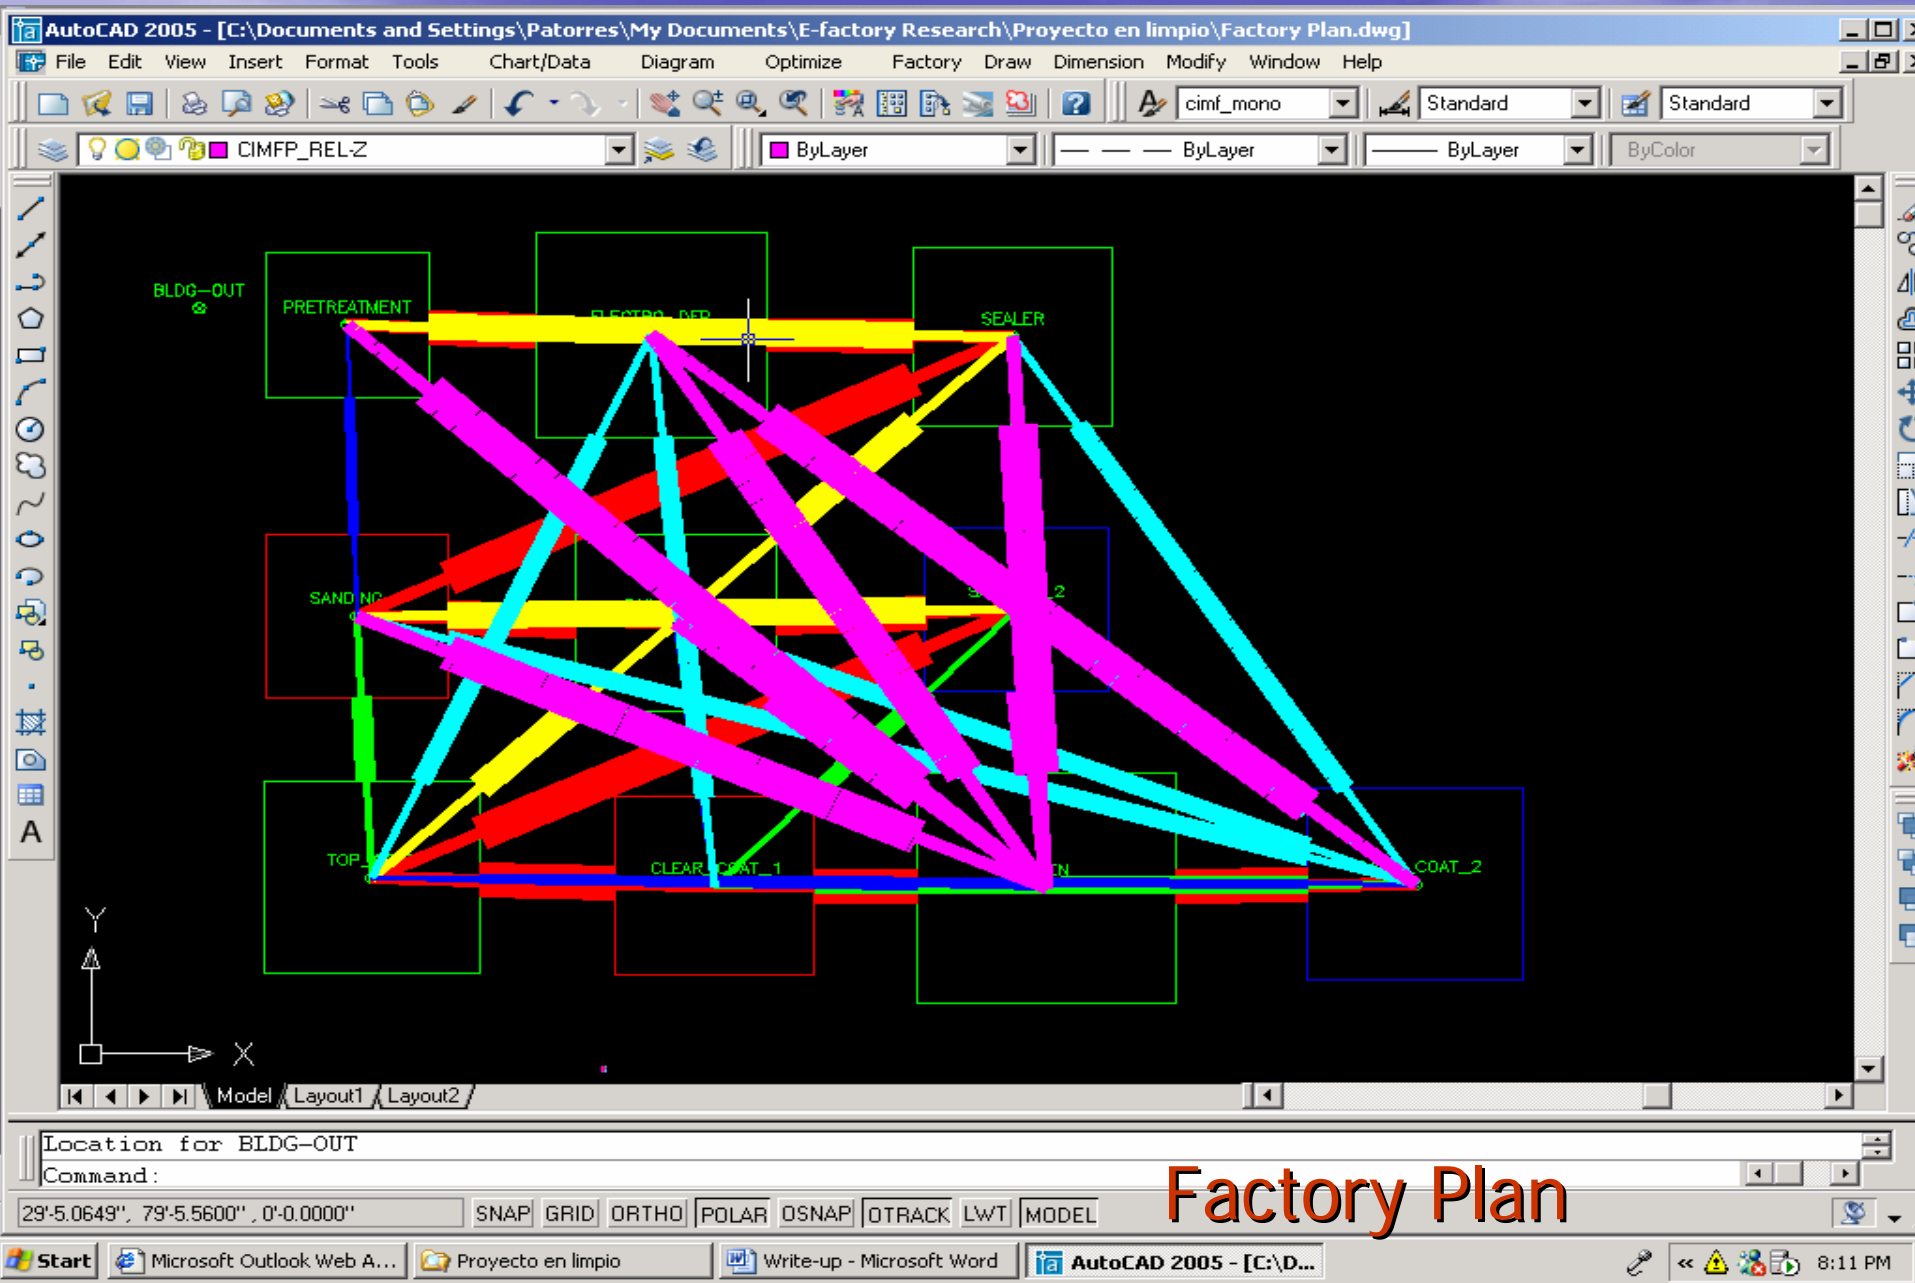 AutoCAD 2005 - [C:\Documents and Settings\Patorres\My Documents\E-factory Research\Proyecto en limpio\Factory Plan.dwg]
File Edit View Insert Format Tools Chart/Data Diagram Optimize Factory Draw Dimension Modify Window Help
cimf_mono Standard Standard
CIMFP_REL-Z ByLayer ByLayer ByLayer ByColor
BLDG-OUT
PRETREATMENT
SEALER
SANDING
_2
TOP_
CLEAR_COAT_1
COAT_2
Y
X
Model Layout1 Layout2
Location for BLDG-OUT
Command:
Factory Plan
29'-5.0649", 79'-5.5600" , 0'-0.0000" SNAP GRID ORTHO POLAR OSNAP OTRACK LWT MODEL
Start Microsoft Outlook Web A... Proyecto en limpio Write-up - Microsoft Word AutoCAD 2005 - [C:\D... 8:11 PM